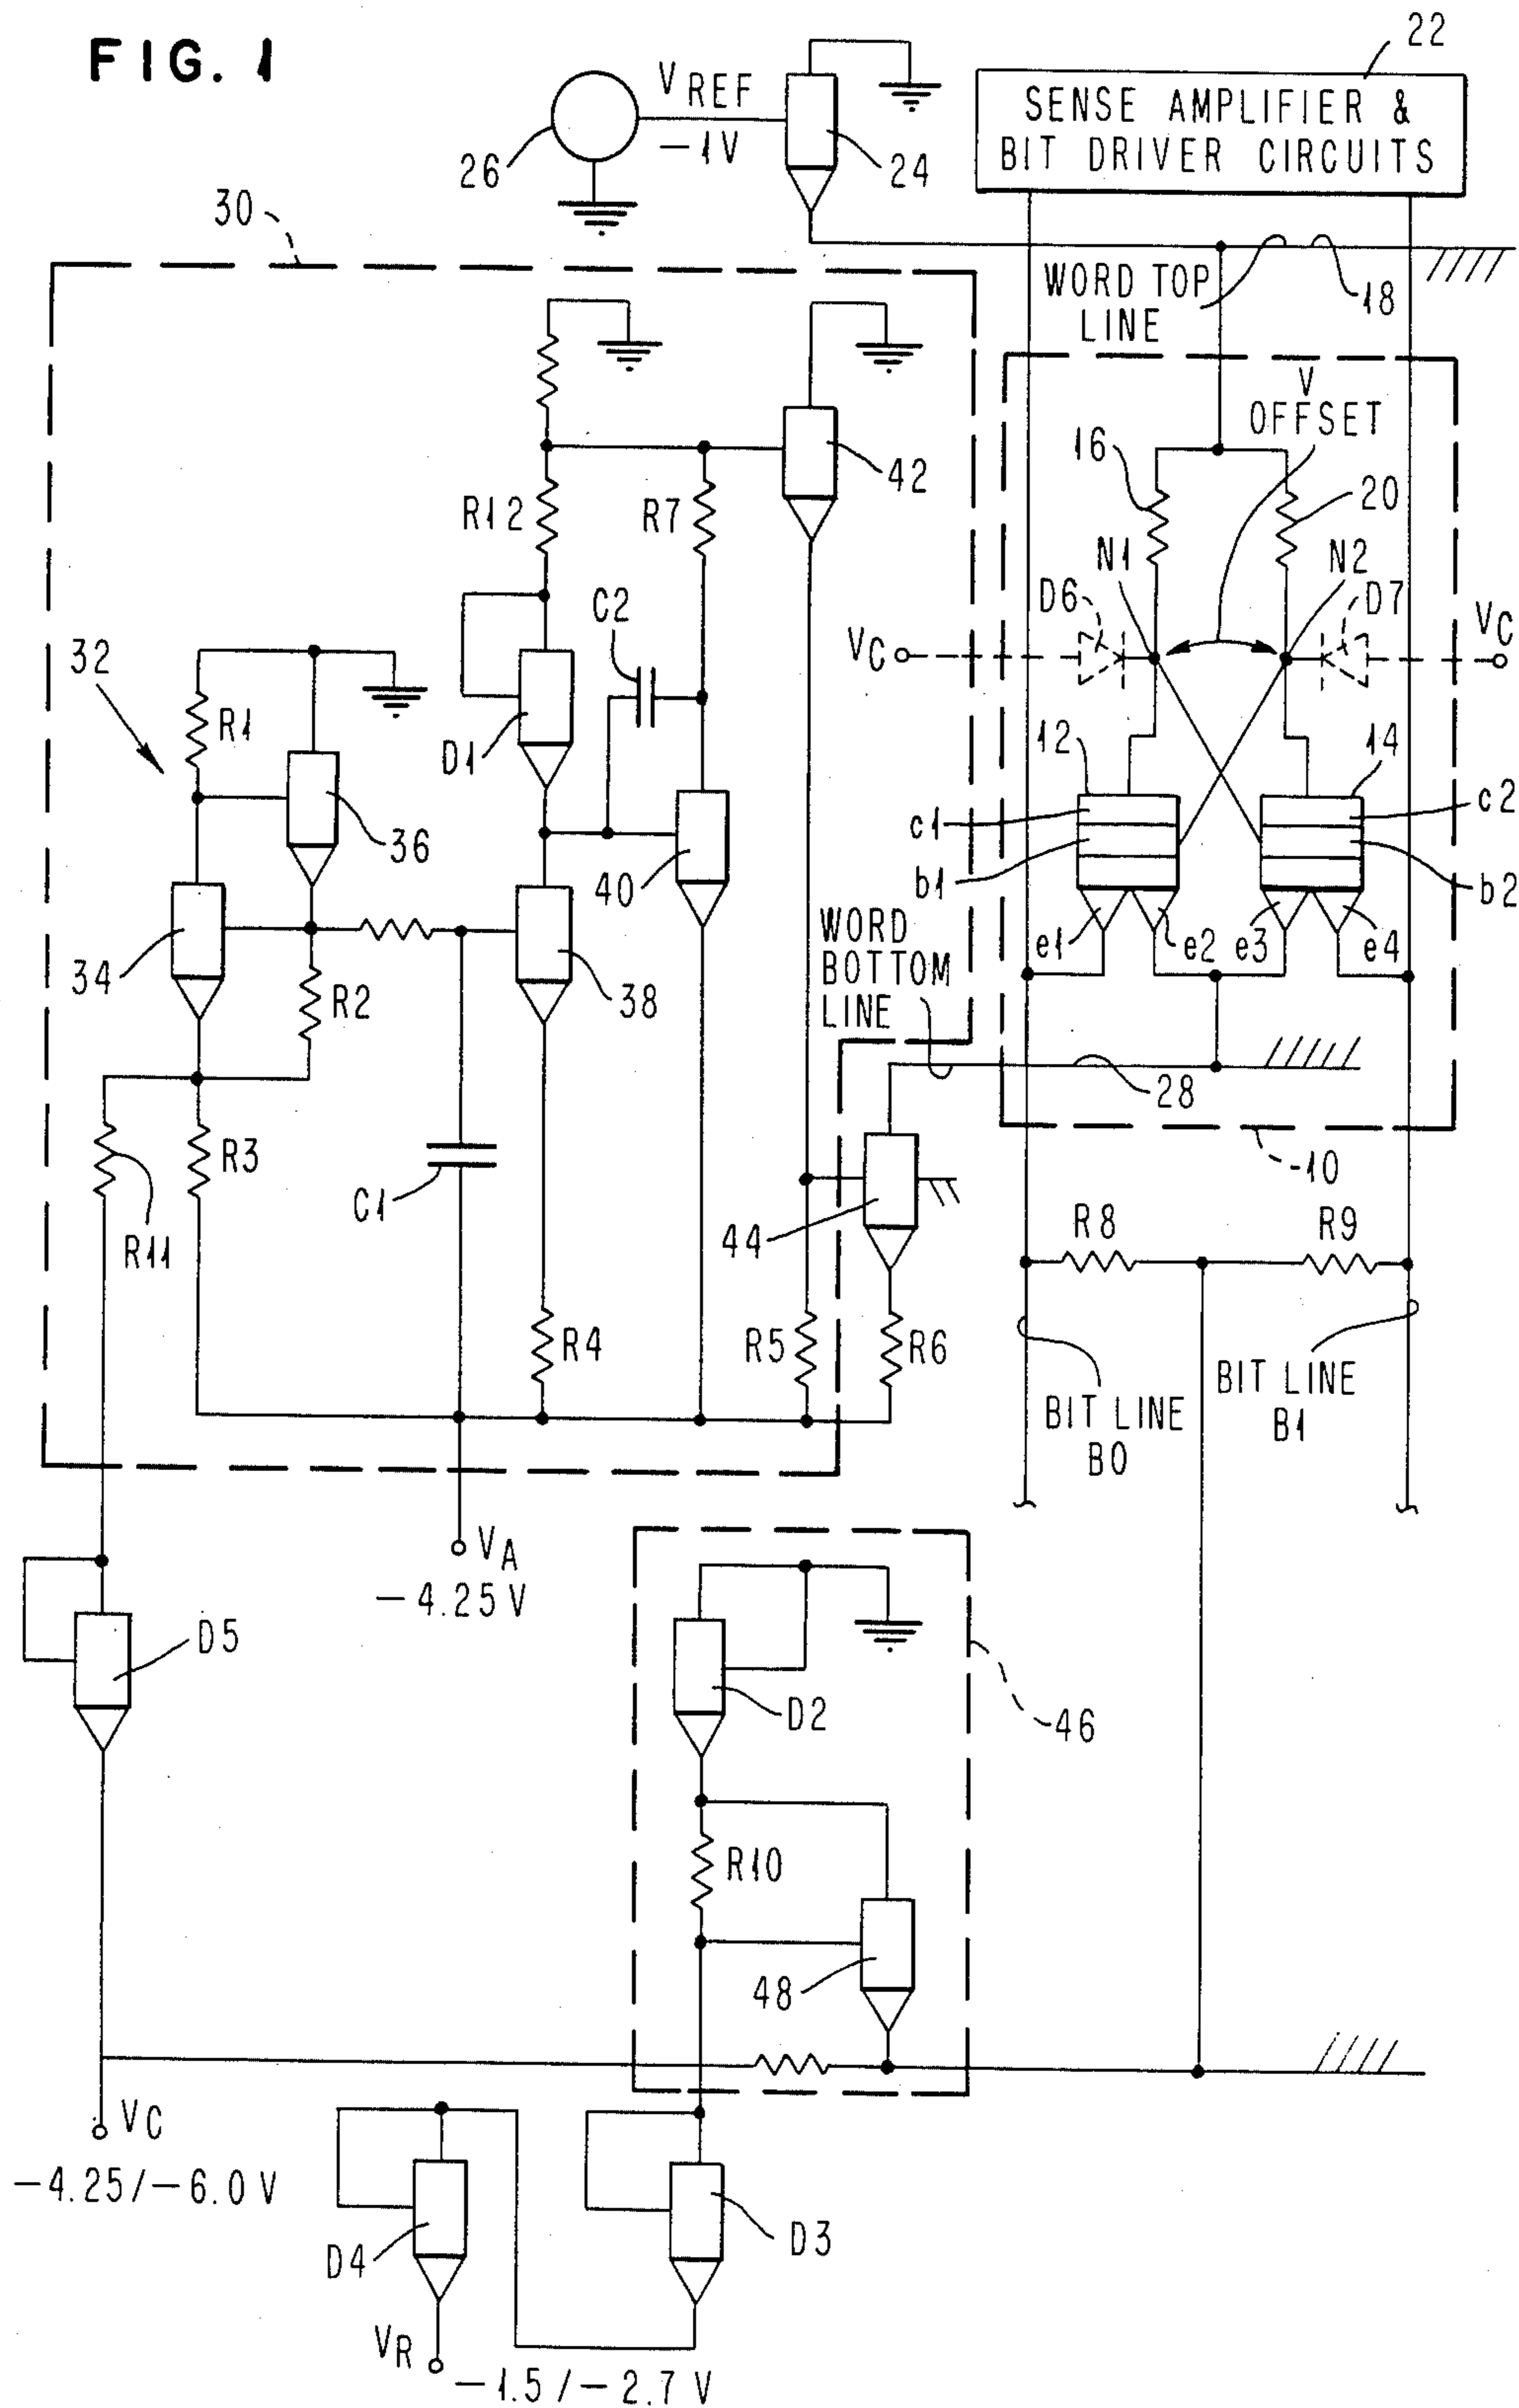 FIG. 1
22
V REF
-1V
SENSE AMPLIFIER &
BIT DRIVER CIRCUITS
26
24
30
WORD TOP
LINE
18
V
OFFSET
16
20
42
R12
R7
N1
N2
C2
D6
D7
VC
VC
32
R1
D1
12
14
c1
c2
36
b1
b2
40
34
R2
38
WORD
BOTTOM
LINE
e1
e2
e3
e4
28
R3
C1
10
R11
44
R8
R9
R4
R5
R6
BIT LINE
B0
BIT LINE
B1
VA
-4.25V
D5
D2
46
R10
48
VC
-4.25/-6.0V
D4
D3
VR
-1.5/-2.7V